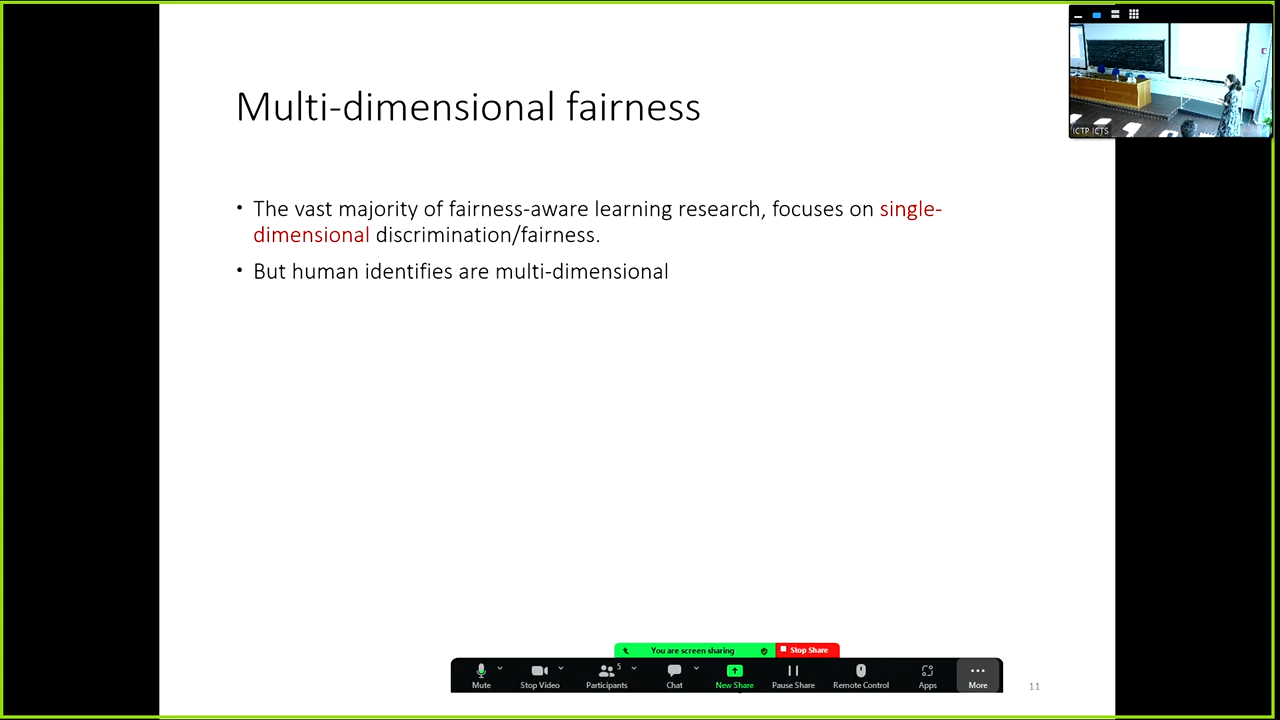 ICTP ICTS
Multi-dimensional fairness
• The vast majority of fairness-aware learning research, focuses on single-
dimensional discrimination/fairness.
• But human identifies are multi-dimensional
You are screen sharing
Stop Share
Mute
Stop Video
Participants
5
Chat
New Share
Pause Share
Remote Control
Apps
More
11